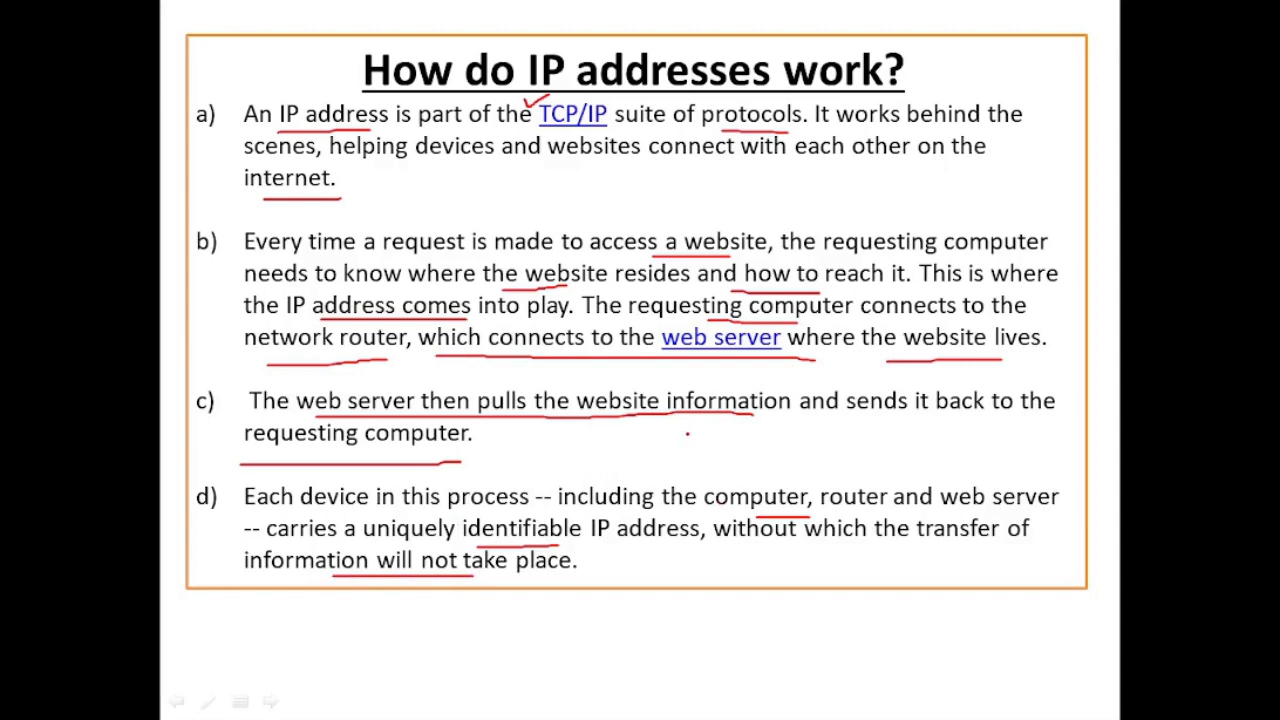 How do IP addresses work?
a) An IP address is part of the TCP/IP suite of protocols. It works behind the
scenes, helping devices and websites connect with each other on the
internet.
b) Every time a request is made to access a website, the requesting computer
needs to know where the website resides and how to reach it. This is where
the IP address comes into play. The requesting computer connects to the
network router, which connects to the web server where the website lives.
c) The web server then pulls the website information and sends it back to the
requesting computer.
d) Each device in this process -- including the computer, router and web server
-- carries a uniquely identifiable IP address, without which the transfer of
information will not take place.